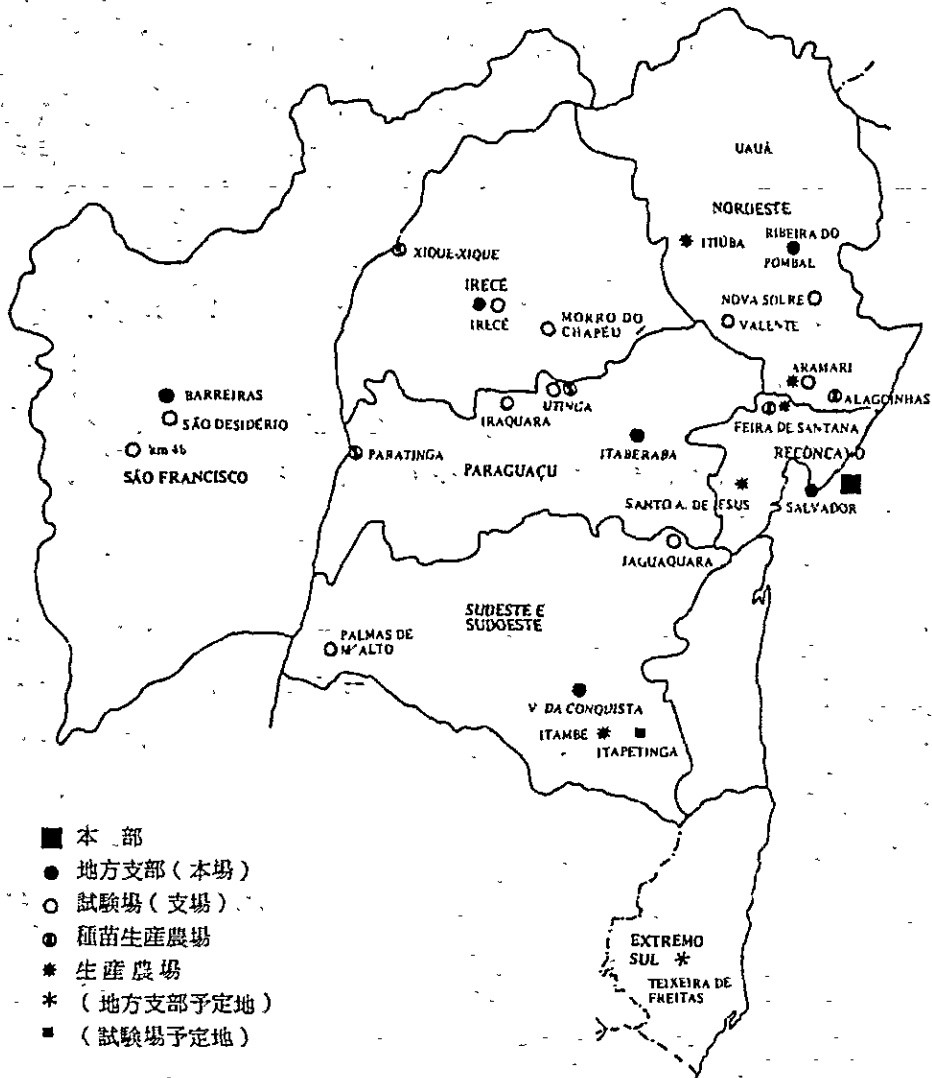 UAUÁ
NORDESTE
ITIÚBA
RIBEIRA DO
POMBAL
XIQUE-XIQUE
IRECÊ
IRECÊ
NOVA SOLRE
VALENTE
MORRO DO
CHAPÉU
ARAMARI
ALAGOINHAS
BARREIRAS
UTINGA
IRAQUARA
FEIRA DE SANTANA
SÃO DESIDÉRIO
ITABERABA
RECÔNCAVO
km 46
PARATINGA
SÃO FRANCISCO
PARAGUAÇU
SANTO A. DE JESUS
SALVADOR
JAGUAQUARA
SUDESTE E
SUDOESTE
PALMAS DE
M'ALTO
V. DA CONQUISTA
ITAMBÉ
ITAPETINGA
本部
地方支部(本場)
試験場(支場)
種苗生産農場
生産農場
(地方支部予定地)
(試験場予定地)
EXTREMO
SUL
TEIXEIRA DE
FREITAS